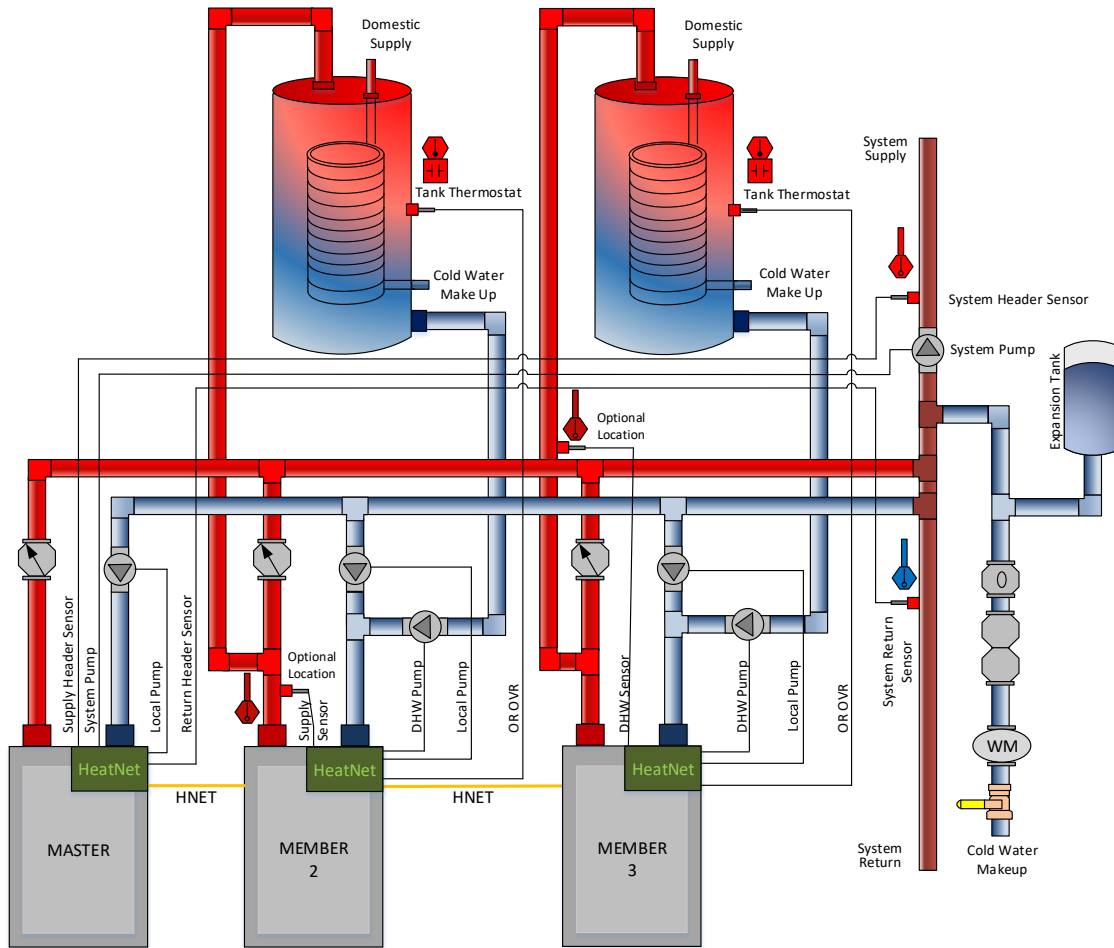 Domestic
Supply
Domestic
Supply
System
Supply
Tank Thermostat
Tank Thermostat
Cold Water
Make Up
Cold Water
Make Up
System Header Sensor
System Pump
Expansion Tank
Optional
Location
Supply Header Sensor
System Pump
Local Pump
Return Header Sensor
Optional
Location
Supply
Sensor
DHW Pump
Local Pump
OR OVR
DHW Sensor
DHW Pump
Local Pump
OR OVR
System Return
Sensor
0
WM
HeatNet
HeatNet
HeatNet
HNET
HNET
MASTER
MEMBER
2
MEMBER
3
System
Return
Cold Water
Makeup